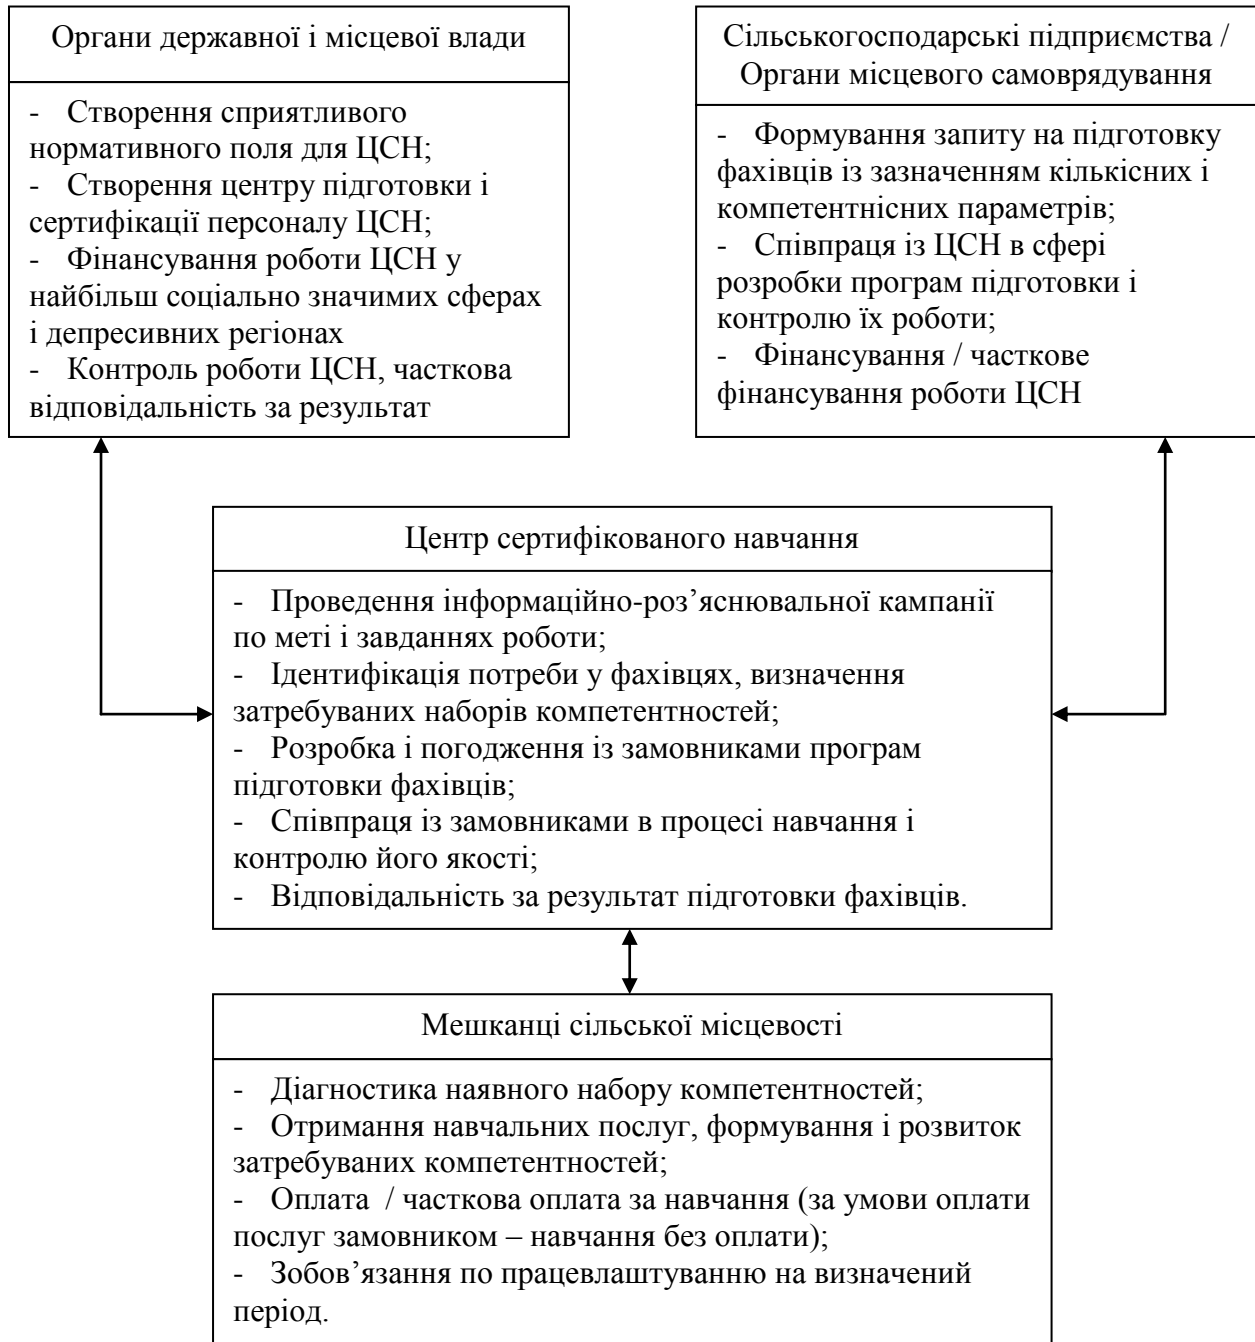 Органи державної і місцевої влади
- Створення сприятливого
нормативного поля для ЦСН;
- Створення центру підготовки і
сертифікації персоналу ЦСН;
- Фінансування роботи ЦСН у
найбільш соціально значимих сферах
і депресивних регіонах
- Контроль роботи ЦСН, часткова
відповідальність за результат
Сільськогосподарські підприємства /
Органи місцевого самоврядування
- Формування запиту на підготовку
фахівців із зазначенням кількісних і
компетентнісних параметрів;
- Співпраця із ЦСН в сфері
розробки програм підготовки і
контролю їх роботи;
- Фінансування / часткове
фінансування роботи ЦСН
Центр сертифікованого навчання
- Проведення інформаційно-роз’яснювальної кампанії
по меті і завданнях роботи;
- Ідентифікація потреби у фахівцях, визначення
затребуваних наборів компетентностей;
- Розробка і погодження із замовниками програм
підготовки фахівців;
- Співпраця із замовниками в процесі навчання і
контролю його якості;
- Відповідальність за результат підготовки фахівців.
Мешканці сільської місцевості
- Діагностика наявного набору компетентностей;
- Отримання навчальних послуг, формування і розвиток
затребуваних компетентностей;
- Оплата / часткова оплата за навчання (за умови оплати
послуг замовником – навчання без оплати);
- Зобов’язання по працевлаштуванню на визначений
період.